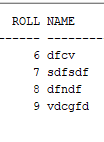 ROLL NAME
------ --------
6 dfcv
7 sdfsdf
8 dfndf
9 vdcgfd